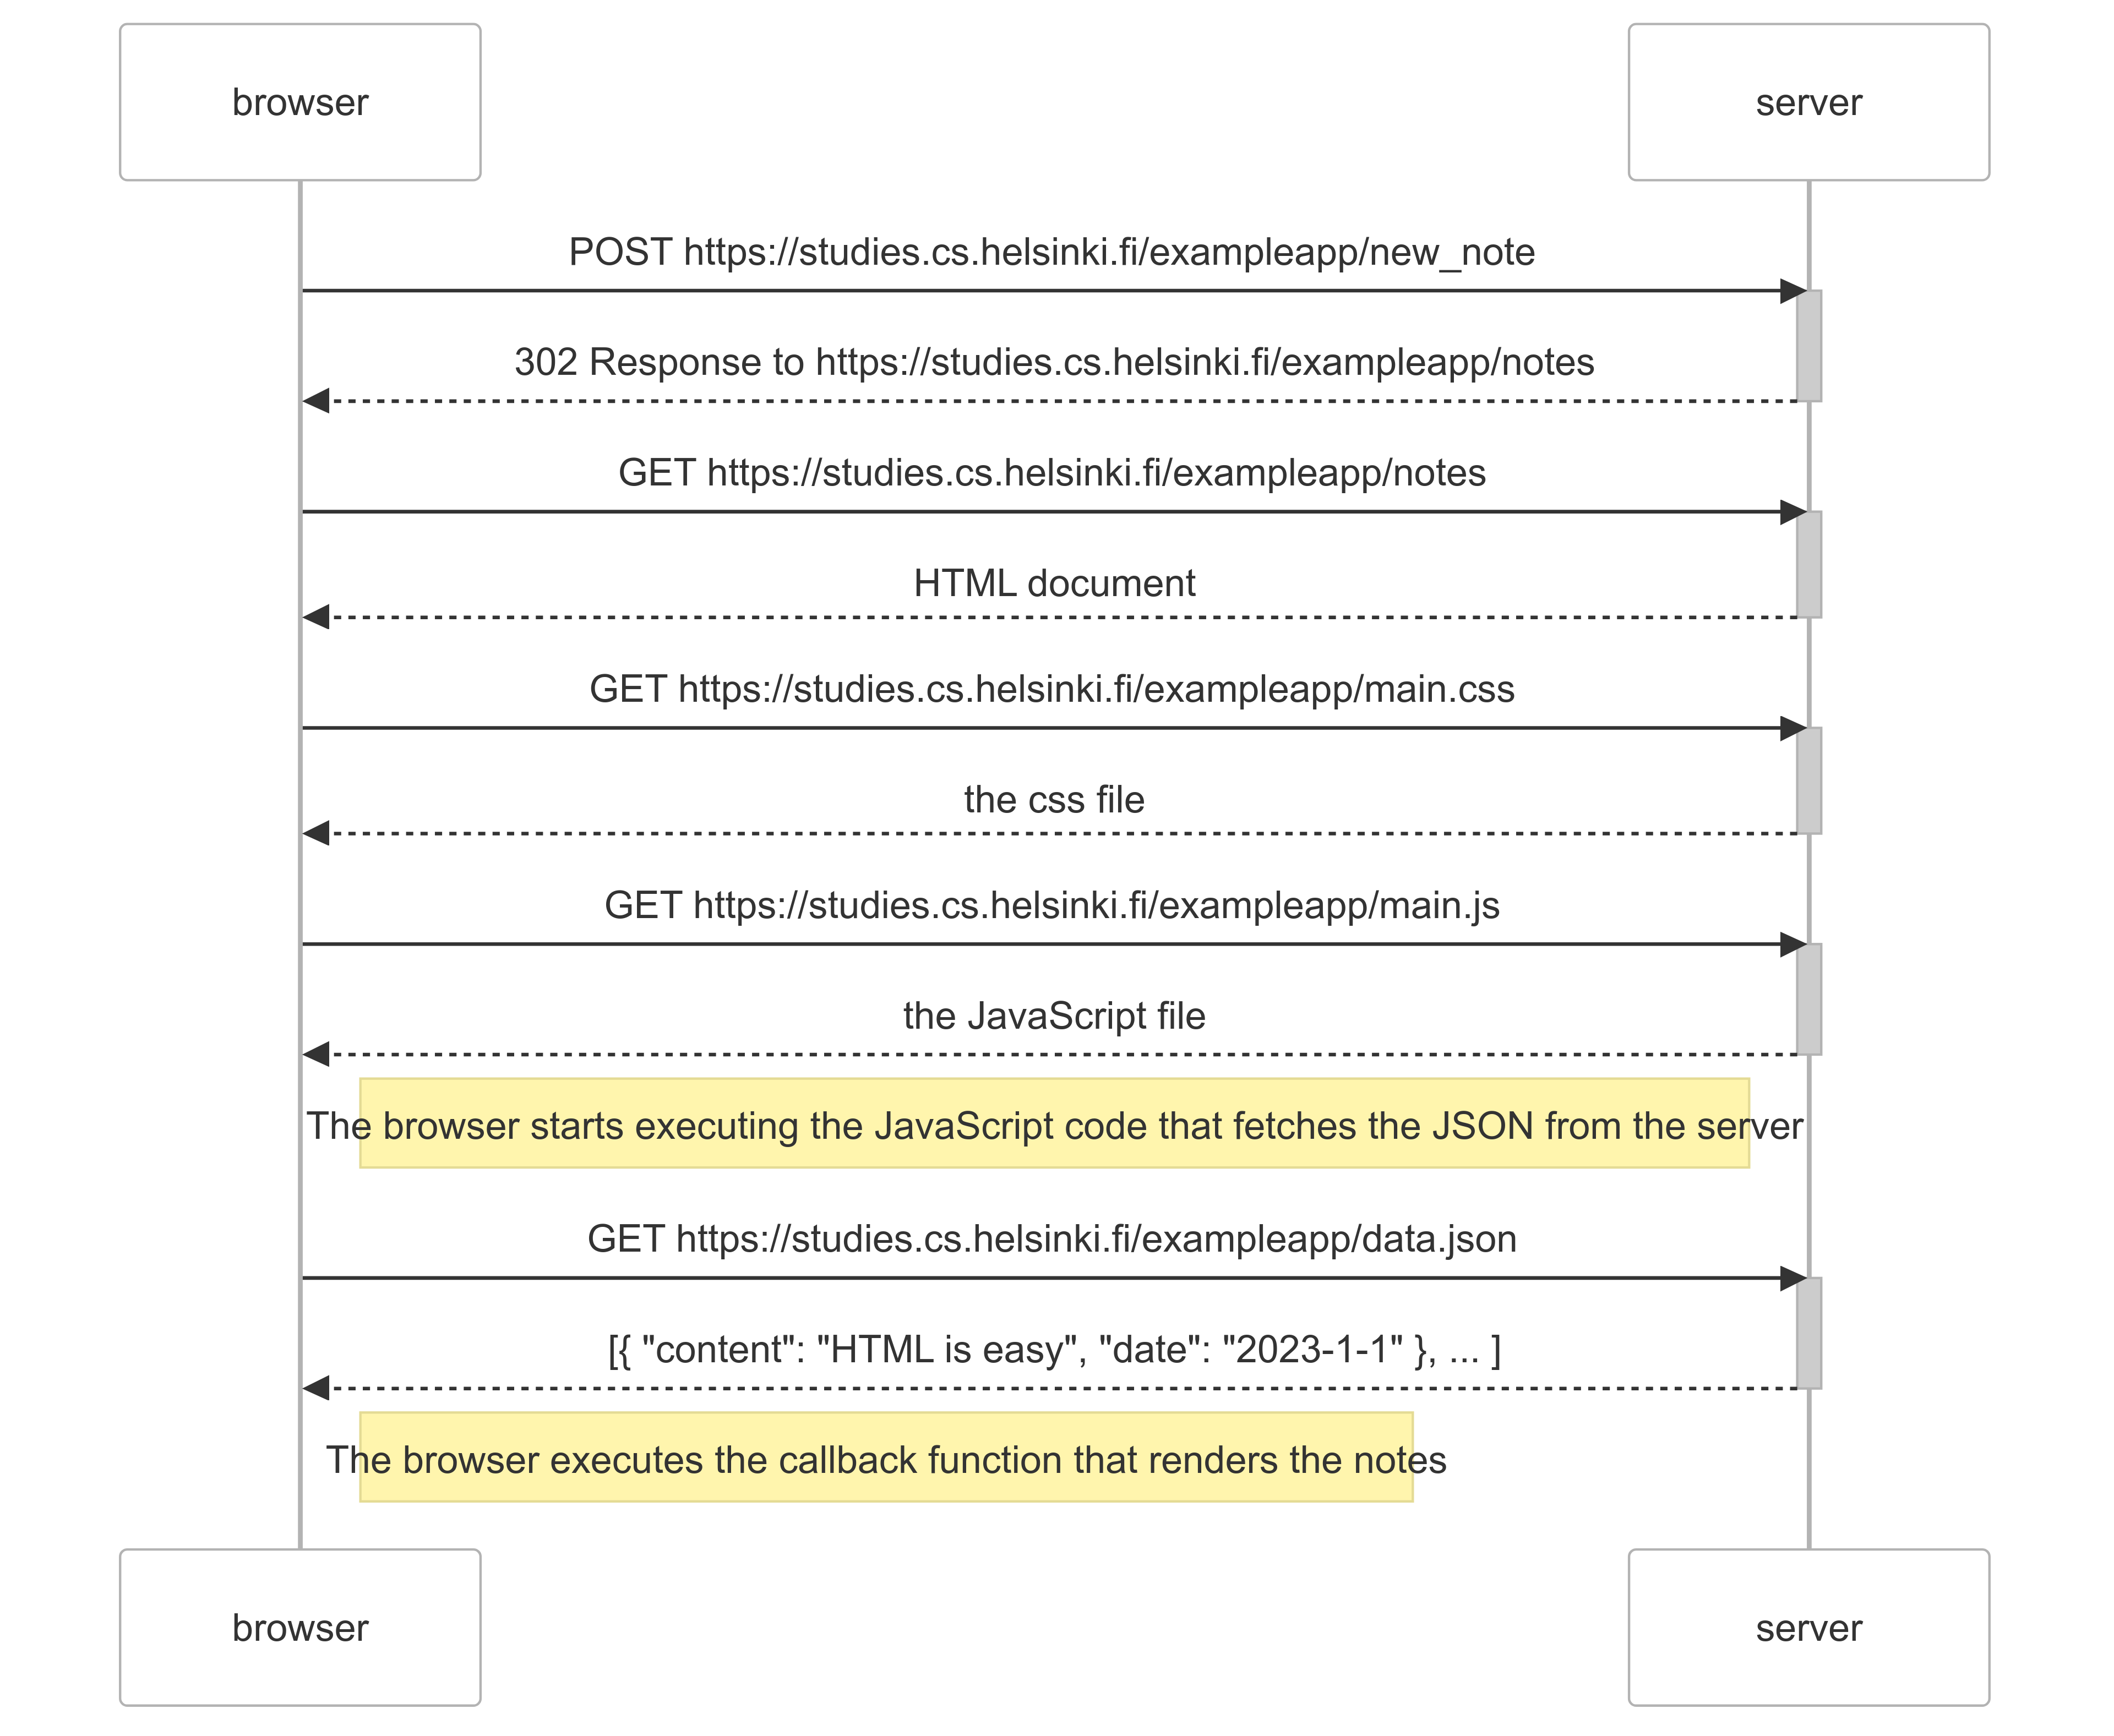 browser
server
POST https://studies.cs.helsinki.fi/exampleapp/new_note
302 Response to https://studies.cs.helsinki.fi/exampleapp/notes
GET https://studies.cs.helsinki.fi/exampleapp/notes
HTML document
GET https://studies.cs.helsinki.fi/exampleapp/main.css
the css file
GET https://studies.cs.helsinki.fi/exampleapp/main.js
the JavaScript file
The browser starts executing the JavaScript code that fetches the JSON from the server
GET https://studies.cs.helsinki.fi/exampleapp/data.json
[{ "content": "HTML is easy", "date": "2023-1-1" }, ... ]
The browser executes the callback function that renders the notes
browser
server